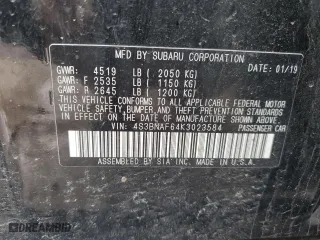 MFD BY SUBARU CORPORATION
DATE: 01/19
GVWR: 4519 LB ( 2050 KG)
GAWR: F 2535 LB ( 1150 KG)
GAWR: R 2645 LB ( 1200 KG)
THIS VEHICLE CONFORMS TO ALL APPLICABLE FEDERAL MOTOR
VEHICLE SAFETY, BUMPER, AND THEFT PREVENTION STANDARDS
IN EFFECT ON THE DATE OF MANUFACTURE SHOWN ABOVE.
VIN: 4S3BNAF64K3023584 PASSENGER CAR
ASSEMBLED BY SIA INC. MADE IN U.S.A.